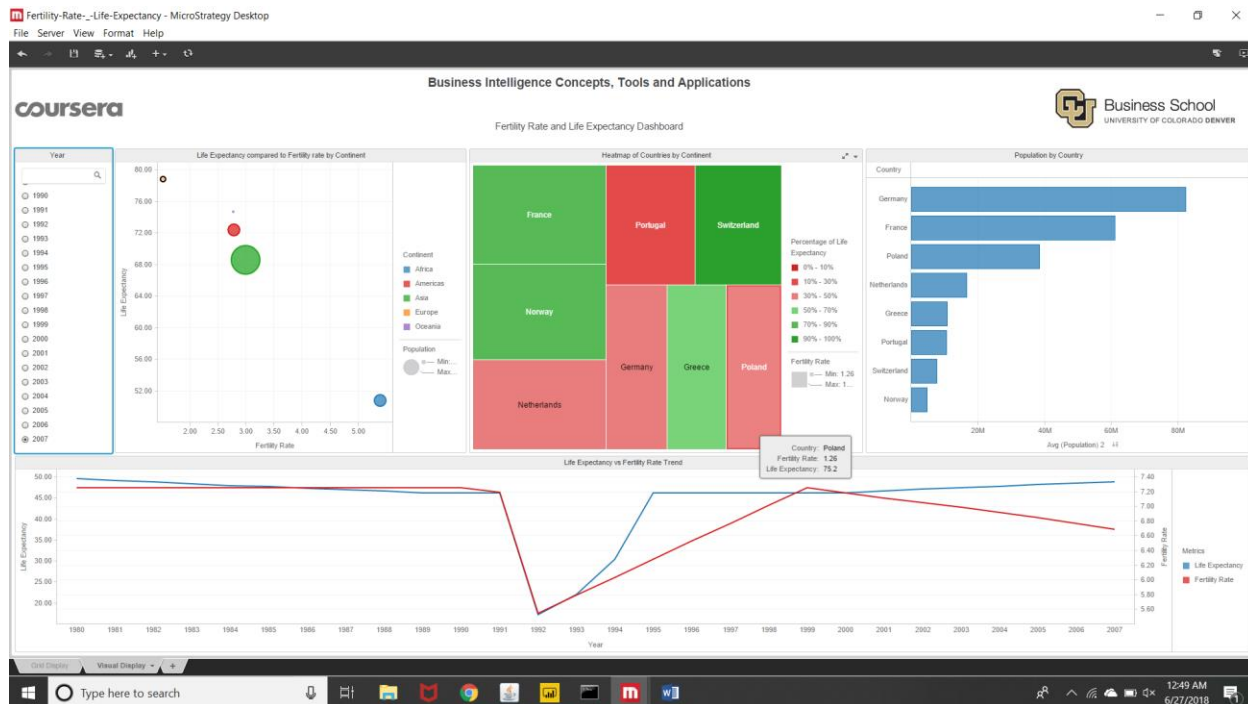 Fertility-Rate-_-Life-Expectancy - MicroStrategy Desktop
File Server View Format Help
Business Intelligence Concepts, Tools and Applications
coursera
Business School
UNIVERSITY OF COLORADO DENVER
Fertility Rate and Life Expectancy Dashboard
Year
1990
1991
1992
1993
1994
1995
1996
1997
1998
1999
2000
2001
2002
2003
2004
2005
2006
2007
Life Expectancy compared to Fertility rate by Continent
80.00
76.00
72.00
68.00
64.00
60.00
56.00
52.00
Life Expectancy
2.00 2.50 3.00 3.50 4.00 4.50 5.00
Fertility Rate
Continent
Africa
Americas
Asia
Europe
Oceania
Population
Min:...
Max...
Heatmap of Countries by Continent
France
Portugal
Switzerland
Norway
Germany
Greece
Poland
Netherlands
Percentage of Life
Expectancy
0% - 10%
10% - 30%
30% - 50%
50% - 70%
70% - 90%
90% - 100%
Fertility Rate
Min: 1.26
Max: 1...
Country: Poland
Fertility Rate: 1.26
Life Expectancy: 75.2
Population by Country
Country
Germany
France
Poland
Netherlands
Greece
Portugal
Switzerland
Norway
20M 40M 60M 80M
Avg (Population) 2
Life Expectancy vs Fertility Rate Trend
50.00
45.00
40.00
35.00
30.00
25.00
20.00
Life Expectancy
7.40
7.20
7.00
6.80
6.60
6.40
6.20
6.00
5.80
5.60
Fertility Rate
1980 1981 1982 1983 1984 1985 1986 1987 1988 1989 1990 1991 1992 1993 1994 1995 1996 1997 1998 1999 2000 2001 2002 2003 2004 2005 2006 2007
Year
Metrics
Life Expectancy
Fertility Rate
Grid Display Visual Display +
Type here to search
12:49 AM
6/27/2018